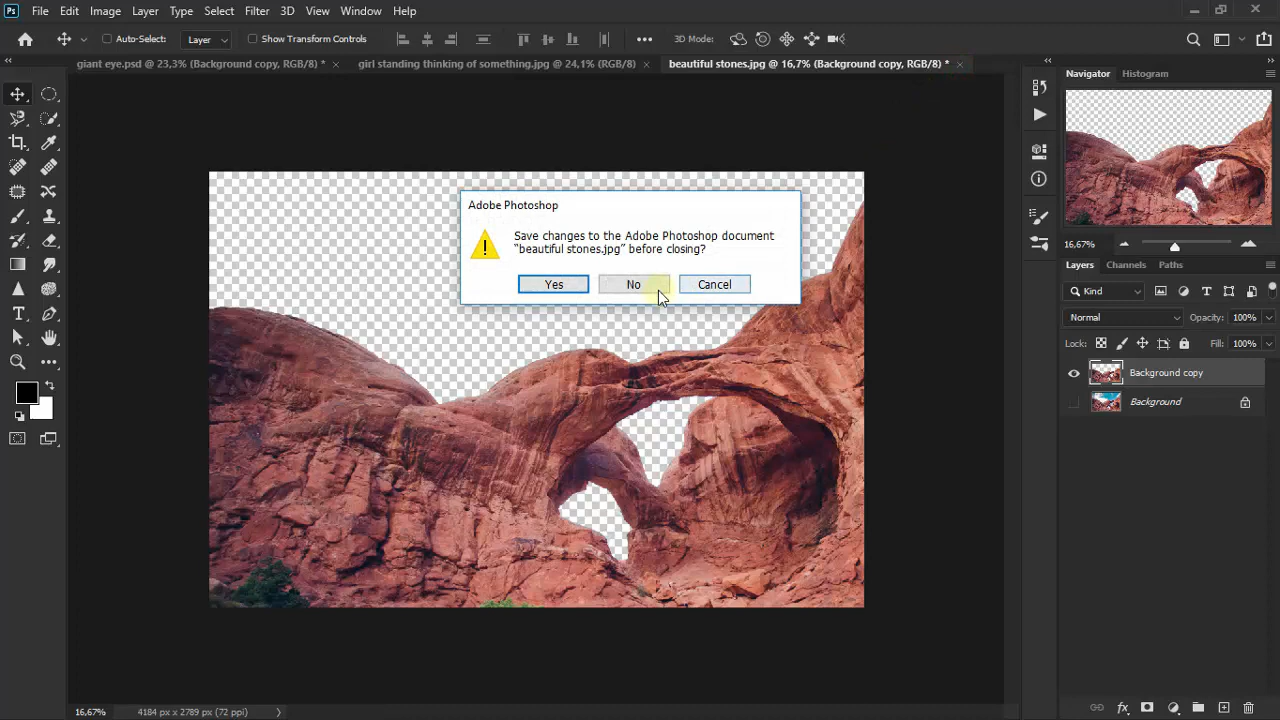 Ps File Edit Image Layer Type Select Filter 3D View Window Help
Auto-Select: Layer Show Transform Controls 3D Mode:
giant eye.psd @ 23,3% (Background copy, RGB/8) * girl standing thinking of something.jpg @ 24,1% (RGB/8) beautiful stones.jpg @ 16,7% (Background copy, RGB/8) *
Navigator Histogram
Adobe Photoshop
Save changes to the Adobe Photoshop document
“beautiful stones.jpg” before closing?
Yes No Cancel
16,67%
Layers Channels Paths
Kind
Normal Opacity: 100%
Lock: Fill: 100%
Background copy
Background
16,67% 4184 px x 2789 px (72 ppi)